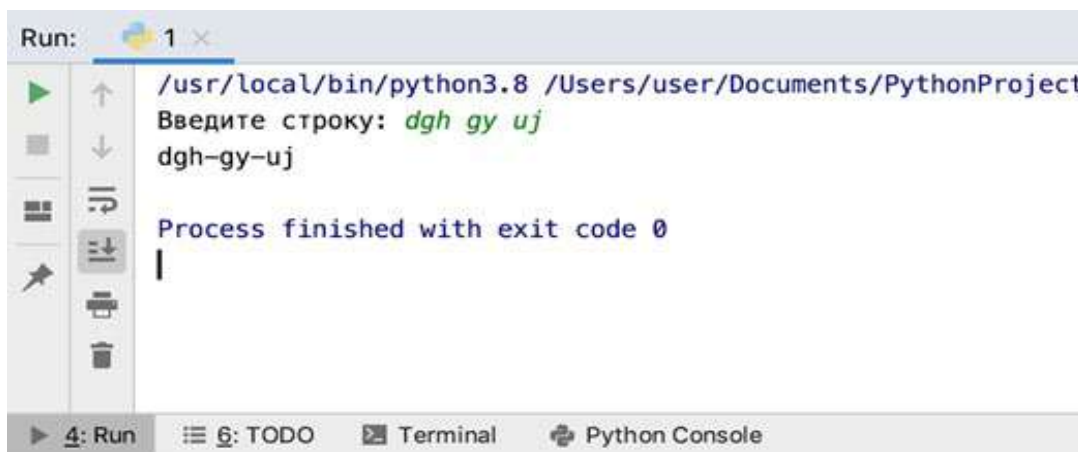 Run: 1
/usr/local/bin/python3.8 /Users/user/Documents/PythonProject
Введите строку: dgh gy uj
dgh-gy-uj
Process finished with exit code 0
4: Run 6: TODO Terminal Python Console